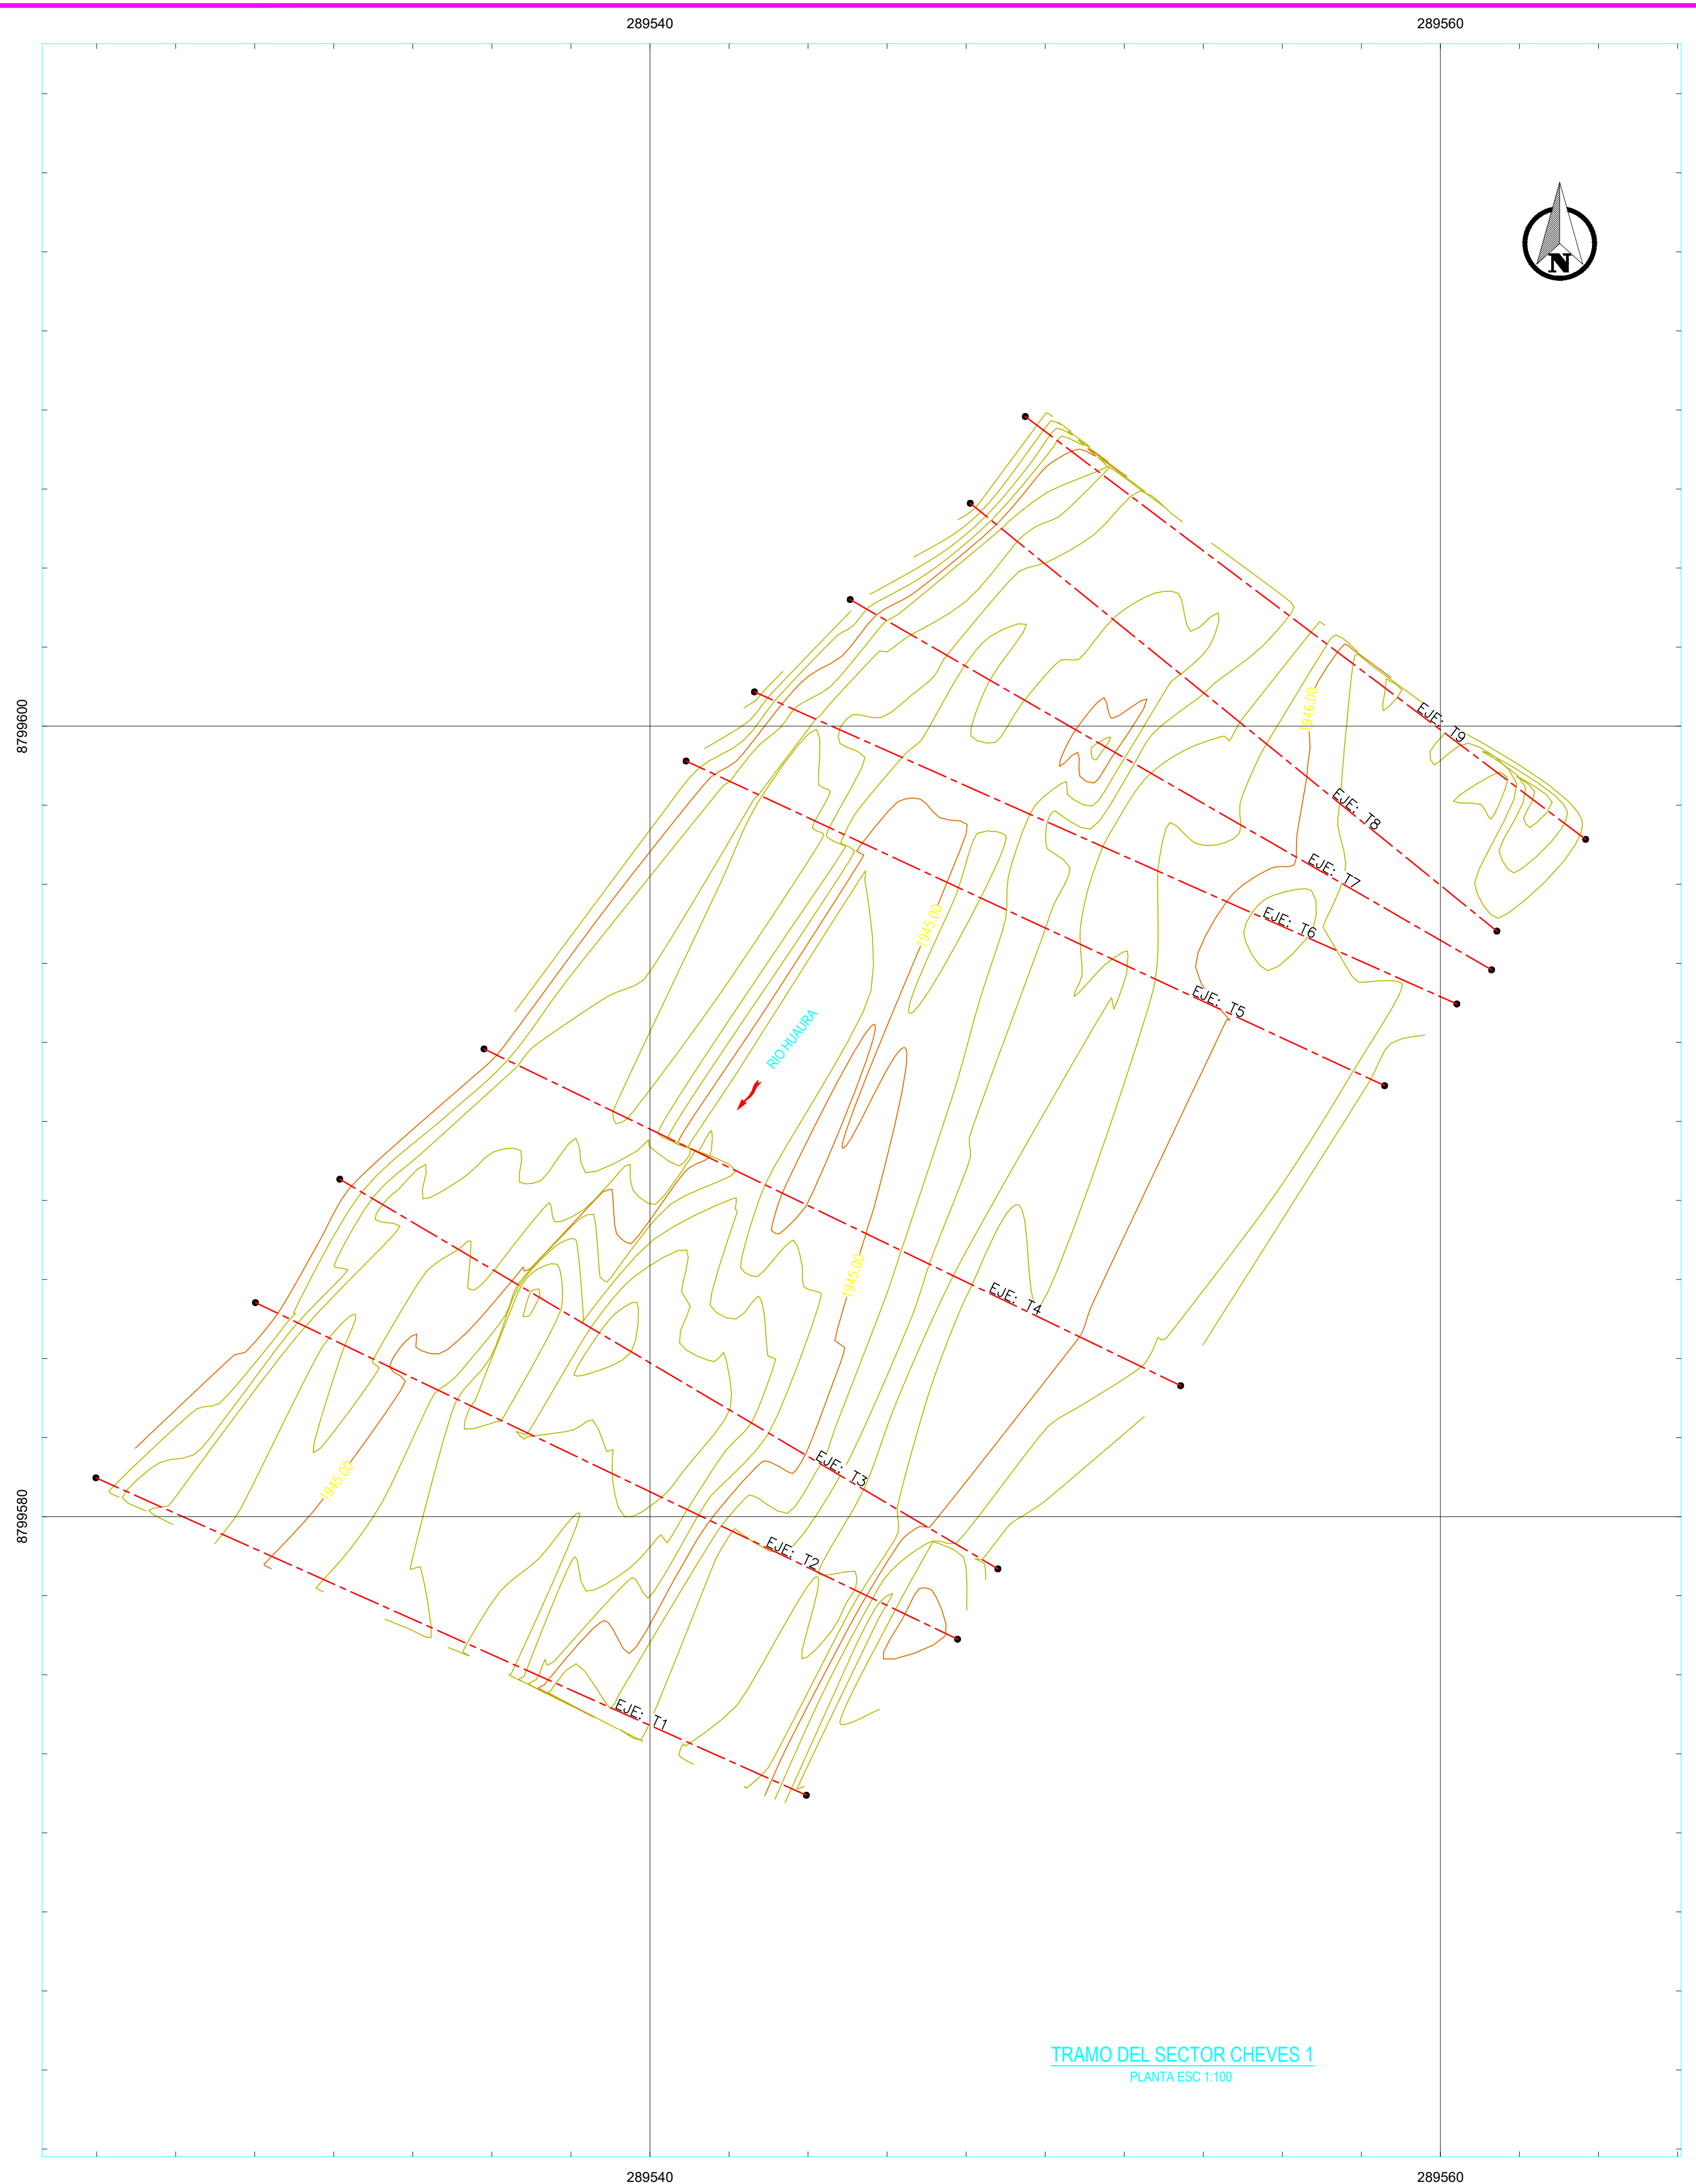 289540
289560
N
8799600
1946.00
EJE: T9
EJE: T8
EJE: T7
EJE: T6
1945.00
EJE: T5
RIO HUAURA
1945.00
EJE: T4
EJE: T3
1945.00
8799580
EJE: T2
EJE: T1
TRAMO DEL SECTOR CHEVES 1
PLANTA ESC 1:100
289540
289560